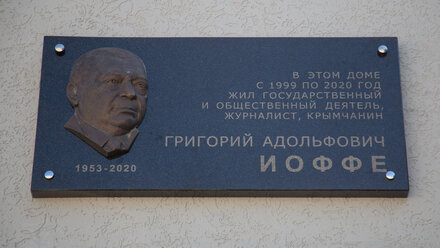 В ЭТОМ ДОМЕ
С 1999 ПО 2020 ГОД
ЖИЛ ГОСУДАРСТВЕННЫЙ
И ОБЩЕСТВЕННЫЙ ДЕЯТЕЛЬ,
ЖУРНАЛИСТ, КРЫМЧАНИН
ГРИГОРИЙ АДОЛЬФОВИЧ
ИОФФЕ
1953-2020